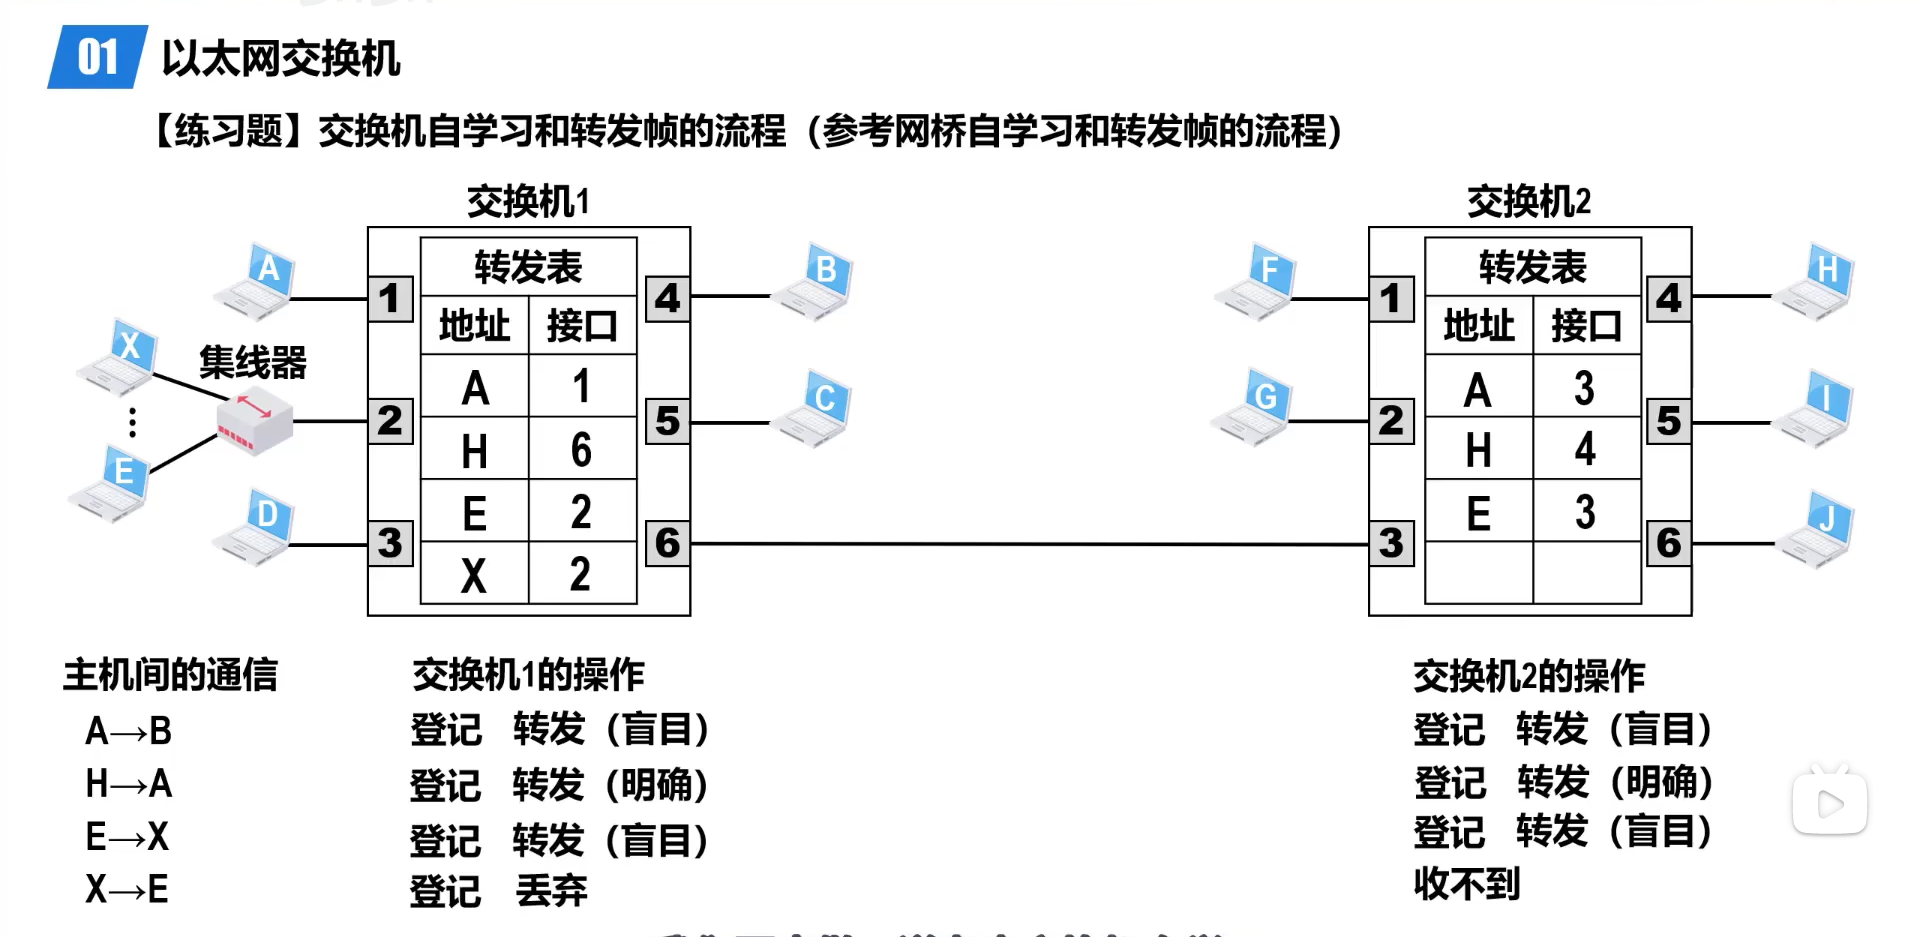 01 以太网交换机
【练习题】交换机自学习和转发帧的流程（参考网桥自学习和转发帧的流程）
交换机1
交换机2
A
X
集线器
E
D
1
2
3
转发表
地址 接口
A 1
H 6
E 2
X 2
4
5
6
B
C
F
G
1
2
3
转发表
地址 接口
A 3
H 4
E 3
4
5
6
H
I
J
主机间的通信 交换机1的操作 交换机2的操作
A→B 登记 转发（盲目） 登记 转发（盲目）
H→A 登记 转发（明确） 登记 转发（明确）
E→X 登记 转发（盲目） 登记 转发（盲目）
X→E 登记 丢弃 收不到